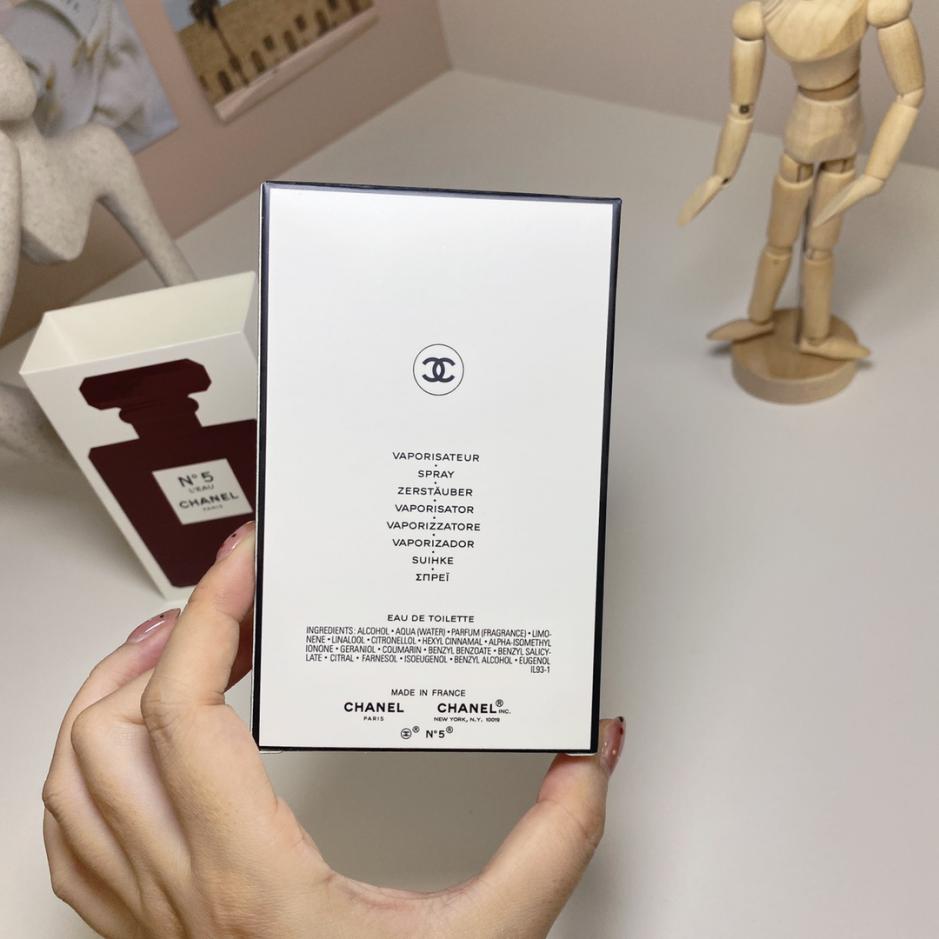 VAPORISATEUR
•
SPRAY
•
ZERSTÄUBER
•
VAPORISATOR
•
VAPORIZZATORE
•
VAPORIZADOR
•
SUIHKE
•
ΣΠΡΕΪ
EAU DE TOILETTE
INGREDIENTS: ALCOHOL • AQUA (WATER) • PARFUM (FRAGRANCE) • LIMO-
NENE • LINALOOL • CITRONELLOL • HEXYL CINNAMAL • ALPHA-ISOMETHYL
IONONE • GERANIOL • COUMARIN • BENZYL BENZOATE • BENZYL SALICY-
LATE • CITRAL • FARNESOL • ISOEUGENOL • BENZYL ALCOHOL • EUGENOL
IL93-1
MADE IN FRANCE
CHANEL CHANEL® INC.
PARIS NEW YORK, N.Y. 10019
® N°5®
N°5
L'EAU
CHANEL
PARIS